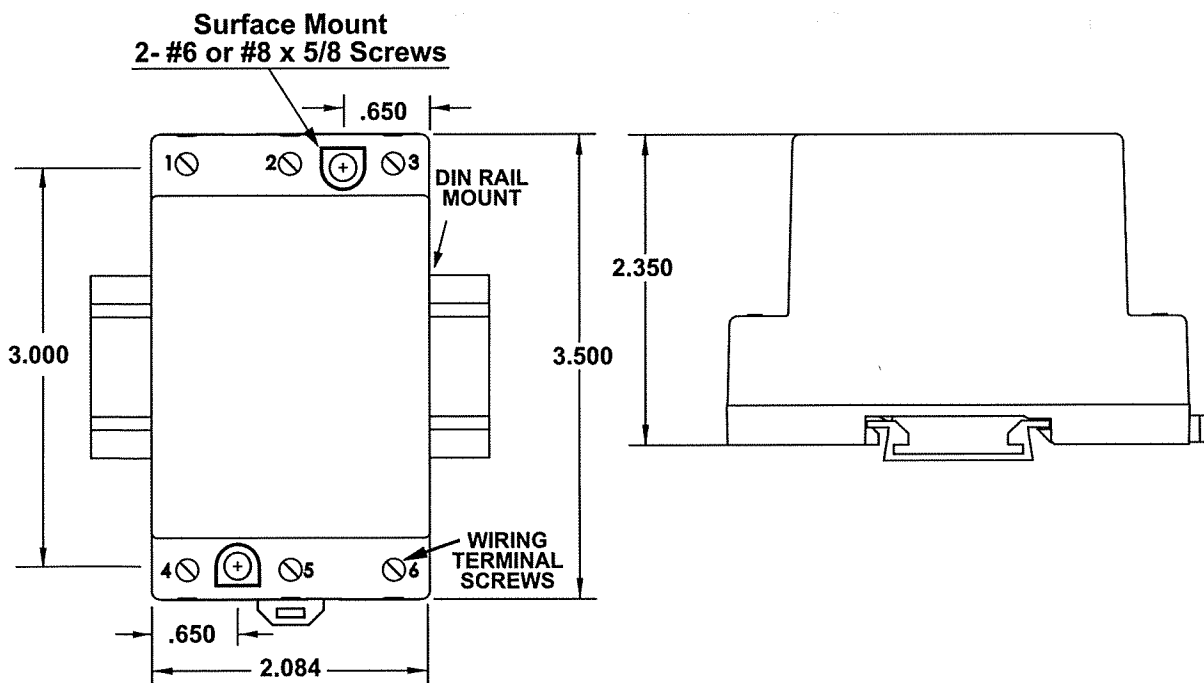 Surface Mount
2- #6 or #8 x 5/8 Screws
.650
1
2
3
DIN RAIL
MOUNT
3.000
3.500
2.350
4
5
6
WIRING
TERMINAL
SCREWS
.650
2.084